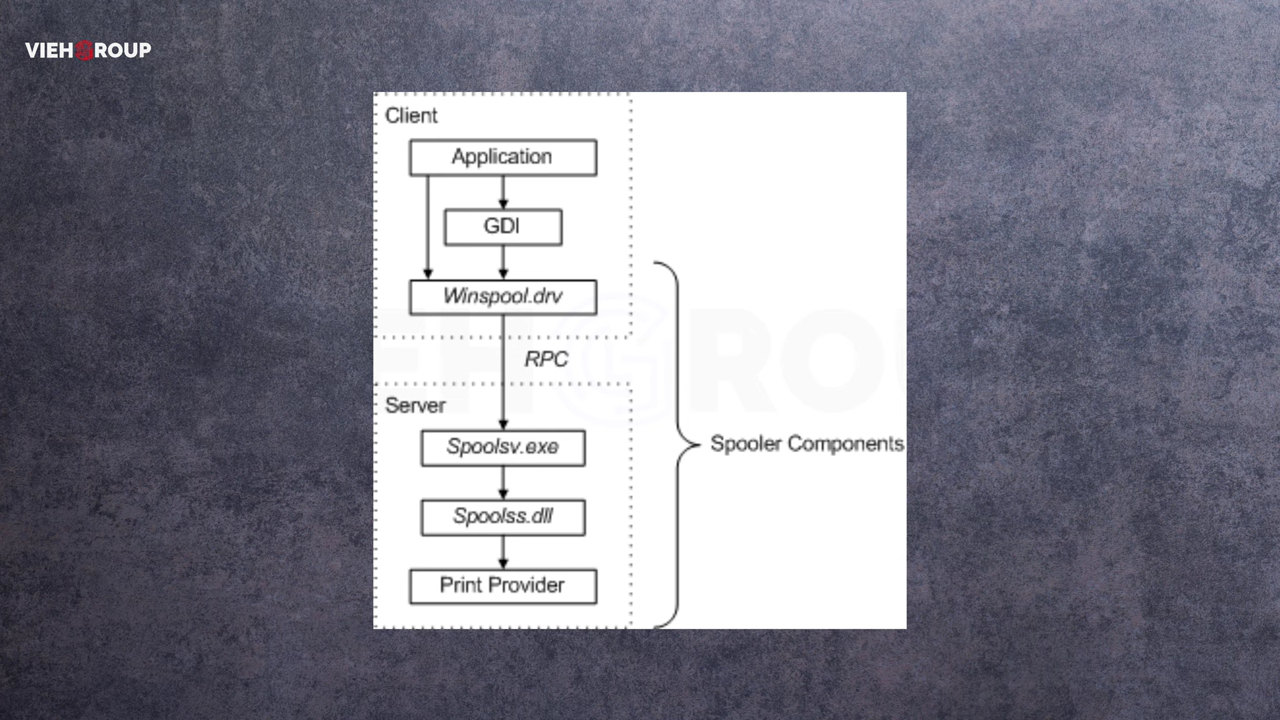 VIEHGROUP
Client
Application
GDI
Winspool.drv
RPC
Server
Spoolsv.exe
Spooler Components
Spoolss.dll
Print Provider